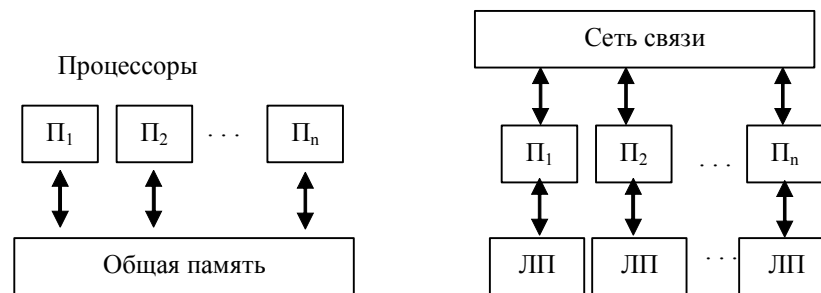 Процессоры
П₁ П₂ . . . Пₙ
Общая память
Сеть связи
П₁ П₂ . . . Пₙ
ЛП ЛП . . . ЛП